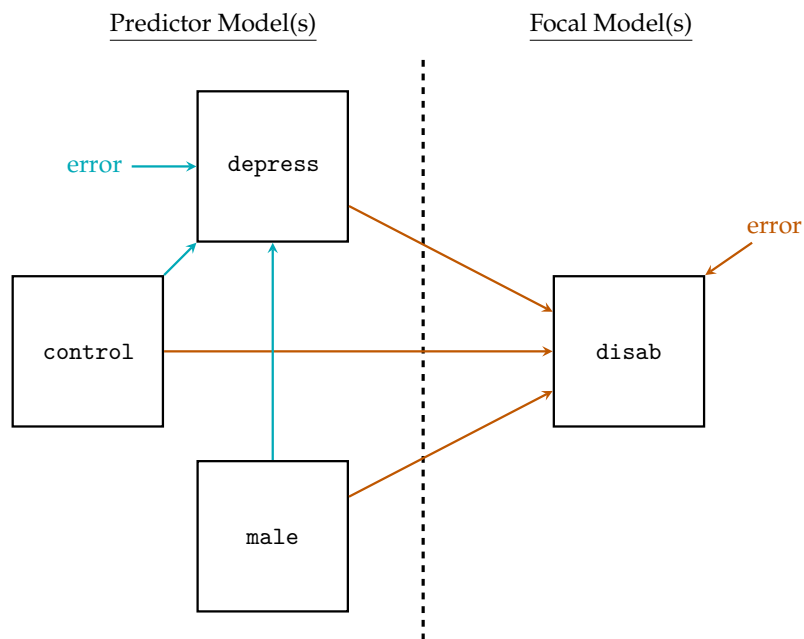 Predictor Model(s)
Focal Model(s)
depress
error
error
control
disab
male